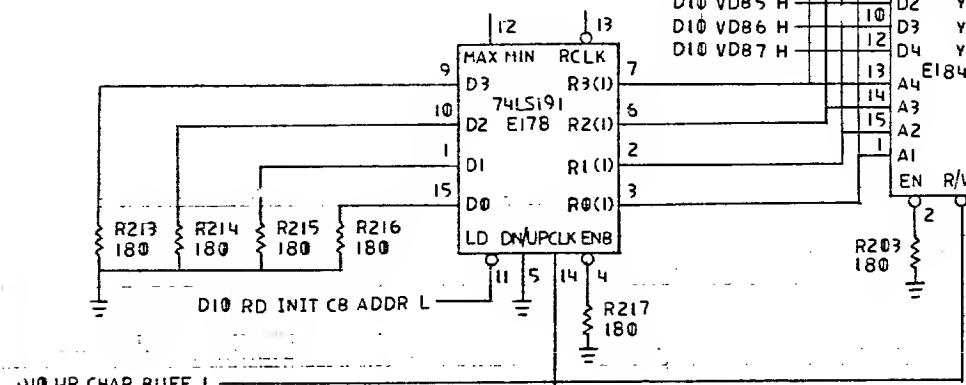 D10 VD85 H
D10 VD86 H
D10 VD87 H
10
12
13
14
15
1
D2
D3
D4
A4
A3
A2
A1
E184
EN
2
Y
Y
Y
12
13
MAX MIN RCLK
9
D3
R3(1)
7
74LS191
10
D2
E178
R2(1)
6
1
D1
R1(1)
2
15
D0
R0(1)
3
LD DN/UP CLK ENB
11
5
14
4
R213
180
R214
180
R215
180
R216
180
D10 RD INIT CB ADDR L
R217
180
R203
180